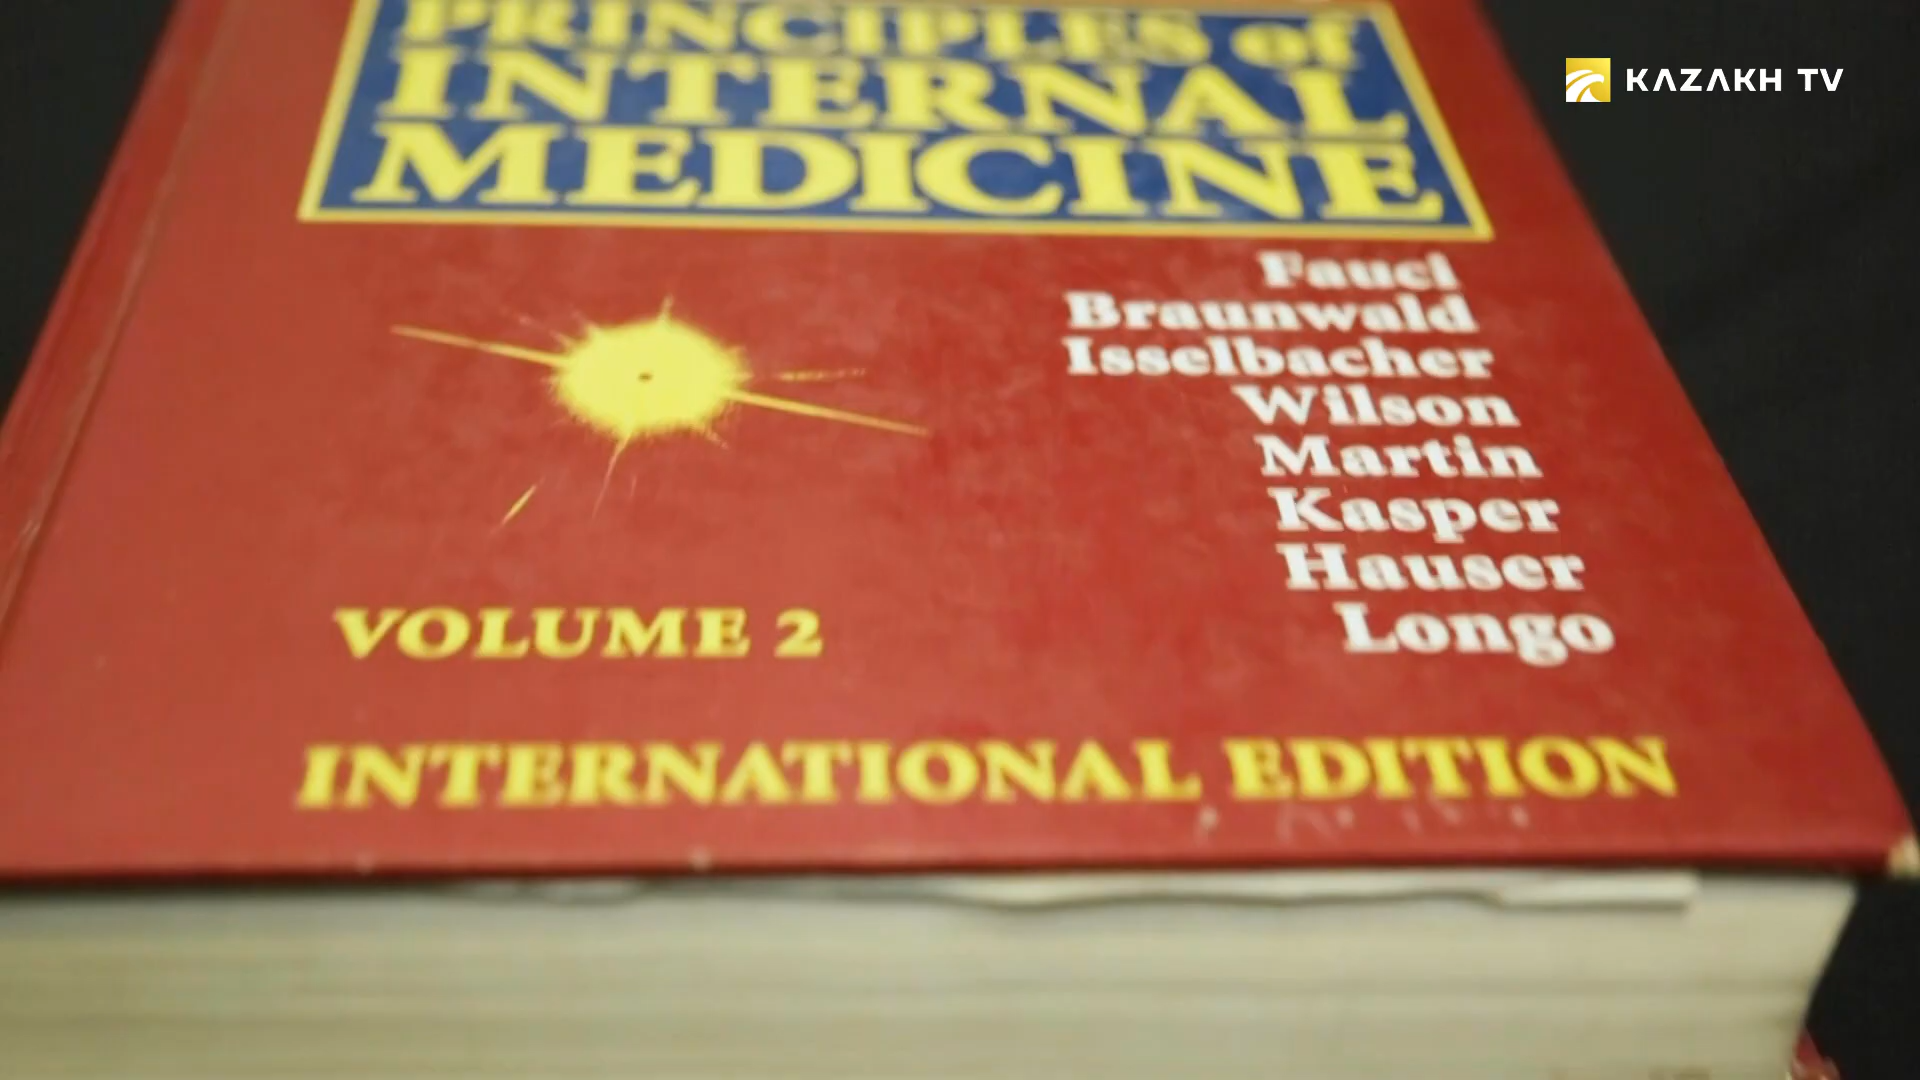 PRINCIPLES of
INTERNAL
MEDICINE
KAZAKH TV
Fauci
Braunwald
Isselbacher
Wilson
Martin
Kasper
Hauser
Longo
VOLUME 2
INTERNATIONAL EDITION